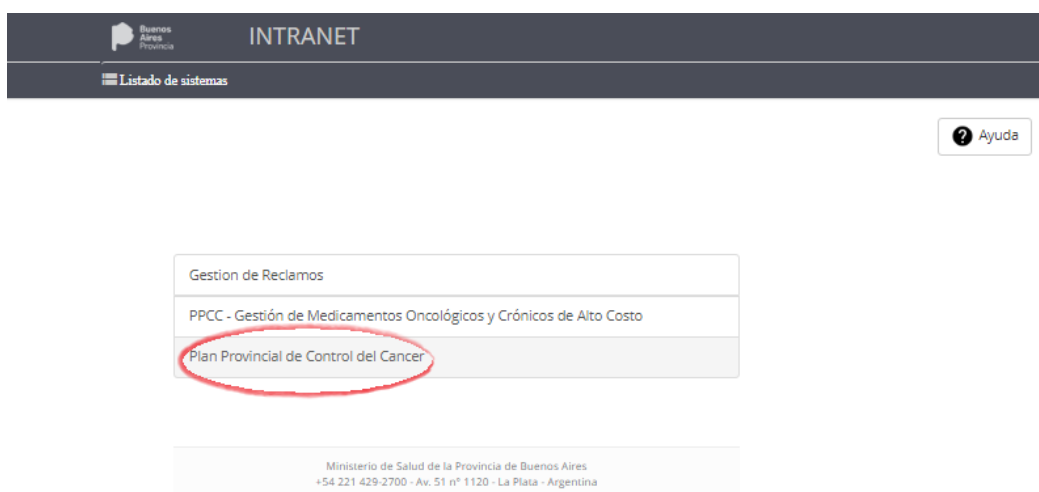 Buenos
Aires
Provincia
INTRANET
Listado de sistemas
Ayuda
Gestion de Reclamos
PPCC - Gestión de Medicamentos Oncológicos y Crónicos de Alto Costo
Plan Provincial de Control del Cancer
Ministerio de Salud de la Provincia de Buenos Aires
+54 221 429-2700 - Av. 51 nº 1120 - La Plata - Argentina